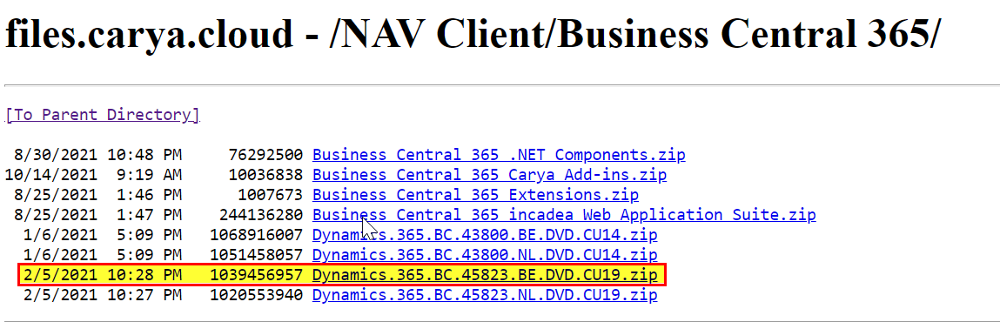 files.carya.cloud - /NAV Client/Business Central 365/
[To Parent Directory]
8/30/2021 10:48 PM 76292500 Business Central 365 .NET Components.zip
10/14/2021 9:19 AM 10036838 Business Central 365 Carya Add-ins.zip
8/25/2021 1:46 PM 1007673 Business Central 365 Extensions.zip
8/25/2021 1:47 PM 244136280 Business Central 365 incadea Web Application Suite.zip
1/6/2021 5:09 PM 1068916007 Dynamics.365.BC.43800.BE.DVD.CU14.zip
1/6/2021 5:09 PM 1051458057 Dynamics.365.BC.43800.NL.DVD.CU14.zip
2/5/2021 10:28 PM 1039456957 Dynamics.365.BC.45823.BE.DVD.CU19.zip
2/5/2021 10:27 PM 1020553940 Dynamics.365.BC.45823.NL.DVD.CU19.zip